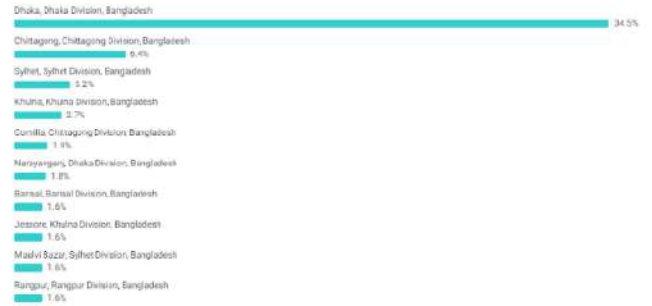 Dhaka, Dhaka Division, Bangladesh
34.5%
Chittagong, Chittagong Division, Bangladesh
6.4%
Sylhet, Sylhet Division, Bangladesh
3.2%
Khulna, Khulna Division, Bangladesh
2.7%
Comilla, Chittagong Division, Bangladesh
1.9%
Narayanganj, Dhaka Division, Bangladesh
1.8%
Barisal, Barisal Division, Bangladesh
1.6%
Jessore, Khulna Division, Bangladesh
1.6%
Maulvi Bazar, Sylhet Division, Bangladesh
1.6%
Rangpur, Rangpur Division, Bangladesh
1.6%